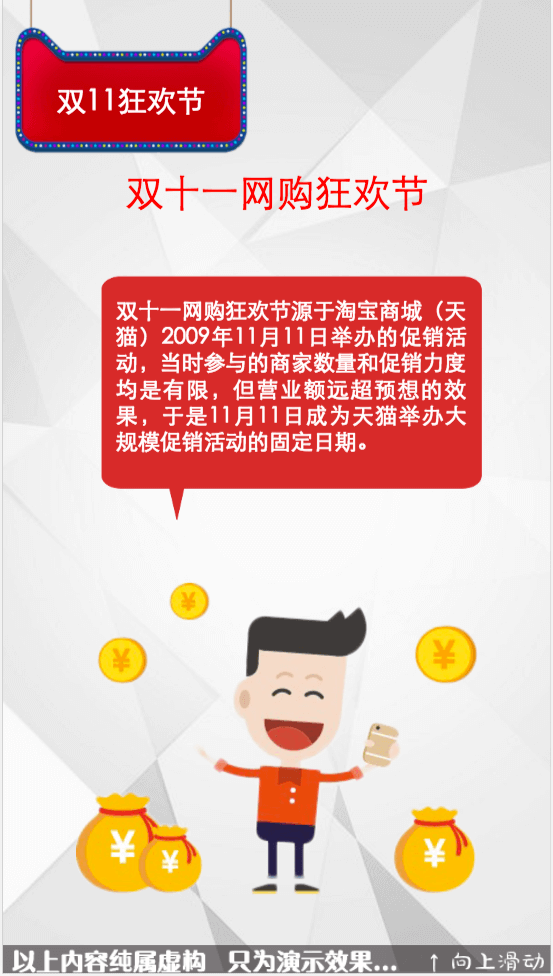 双11狂欢节
双十一网购狂欢节
双十一网购狂欢节源于淘宝商城（天
猫）2009年11月11日举办的促销活
动，当时参与的商家数量和促销力度
均是有限，但营业额远超预想的效
果，于是11月11日成为天猫举办大
规模促销活动的固定日期。
¥
¥
¥
¥
¥
¥
以上内容纯属虚构 只为演示效果... ↑向上滑动